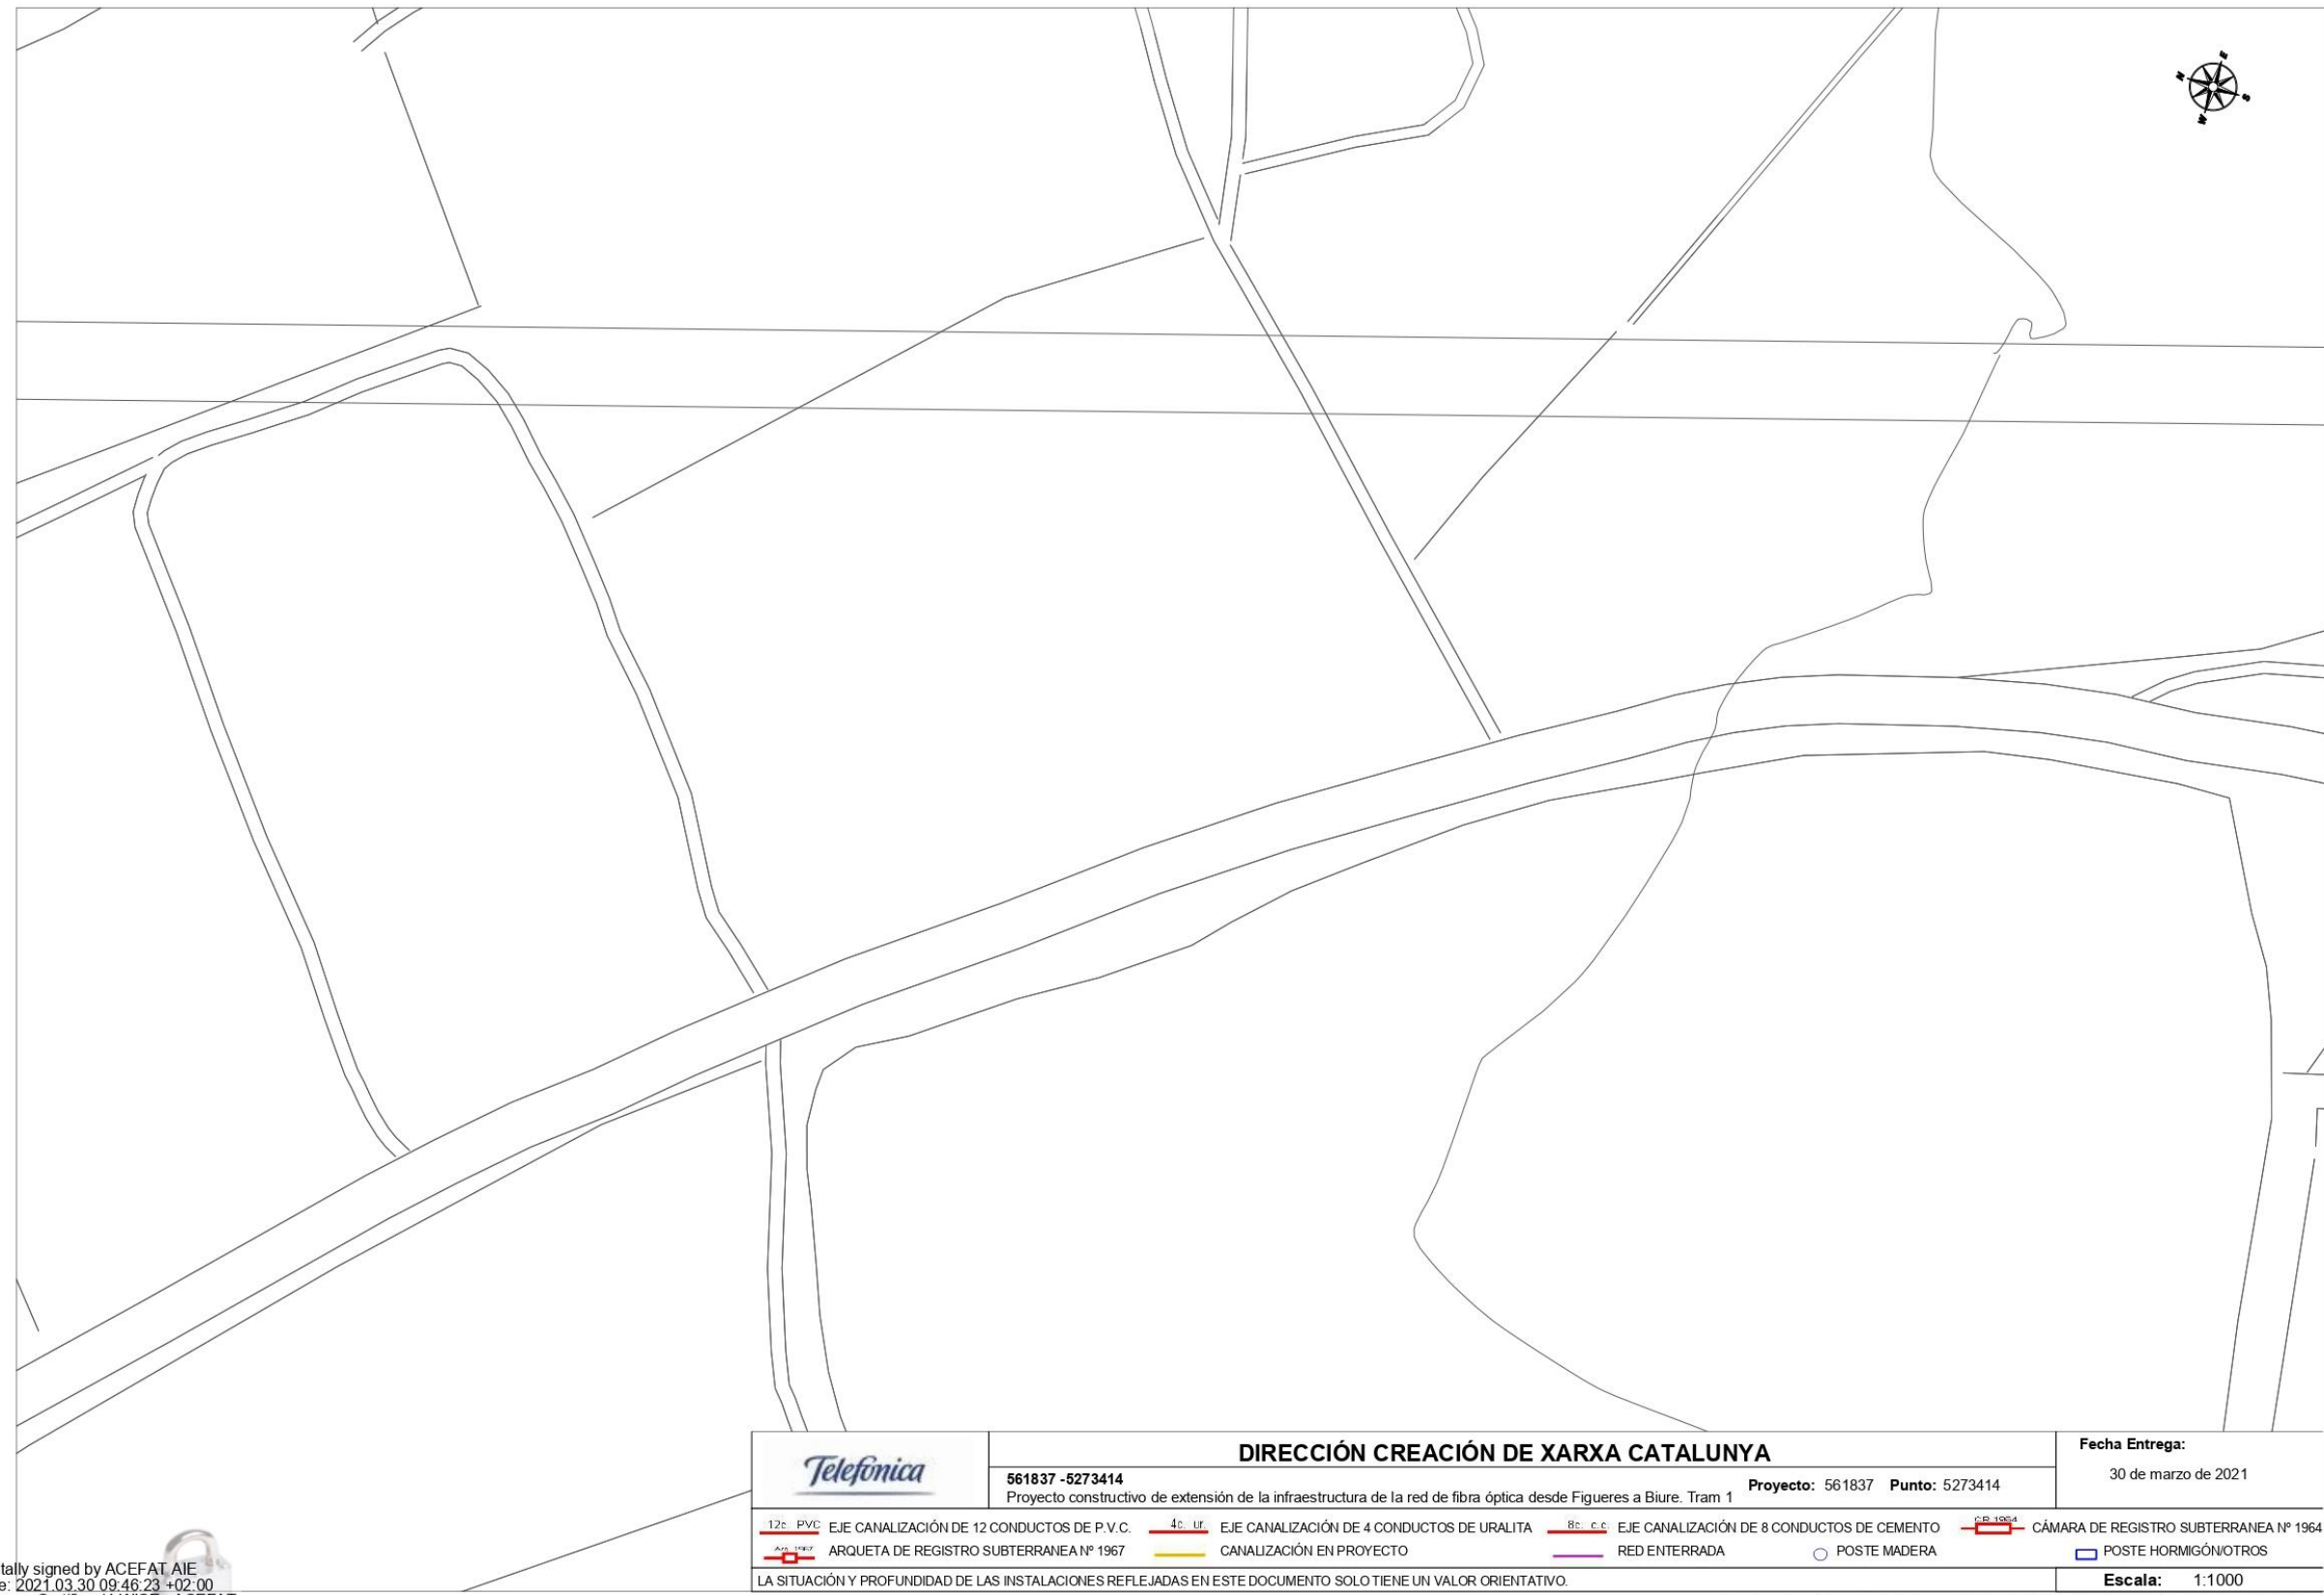 N
E
S
W
Telefónica
DIRECCIÓN CREACIÓN DE XARXA CATALUNYA
561837 -5273414
Proyecto constructivo de extensión de la infraestructura de la red de fibra óptica desde Figueres a Biure. Tram 1
Proyecto: 561837 Punto: 5273414
Fecha Entrega:
30 de marzo de 2021
12c. PVC EJE CANALIZACIÓN DE 12 CONDUCTOS DE P.V.C.
4c. ur. EJE CANALIZACIÓN DE 4 CONDUCTOS DE URALITA
8c. c.c. EJE CANALIZACIÓN DE 8 CONDUCTOS DE CEMENTO
CR 1964 CÁMARA DE REGISTRO SUBTERRANEA Nº 1964
ARQUETA DE REGISTRO SUBTERRANEA Nº 1967
CANALIZACIÓN EN PROYECTO
RED ENTERRADA
POSTE MADERA
POSTE HORMIGÓN/OTROS
LA SITUACIÓN Y PROFUNDIDAD DE LAS INSTALACIONES REFLEJADAS EN ESTE DOCUMENTO SOLO TIENE UN VALOR ORIENTATIVO.
Escala: 1:1000
tally signed by ACEFAT AIE
e: 2021.03.30 09:46:23 +02:00